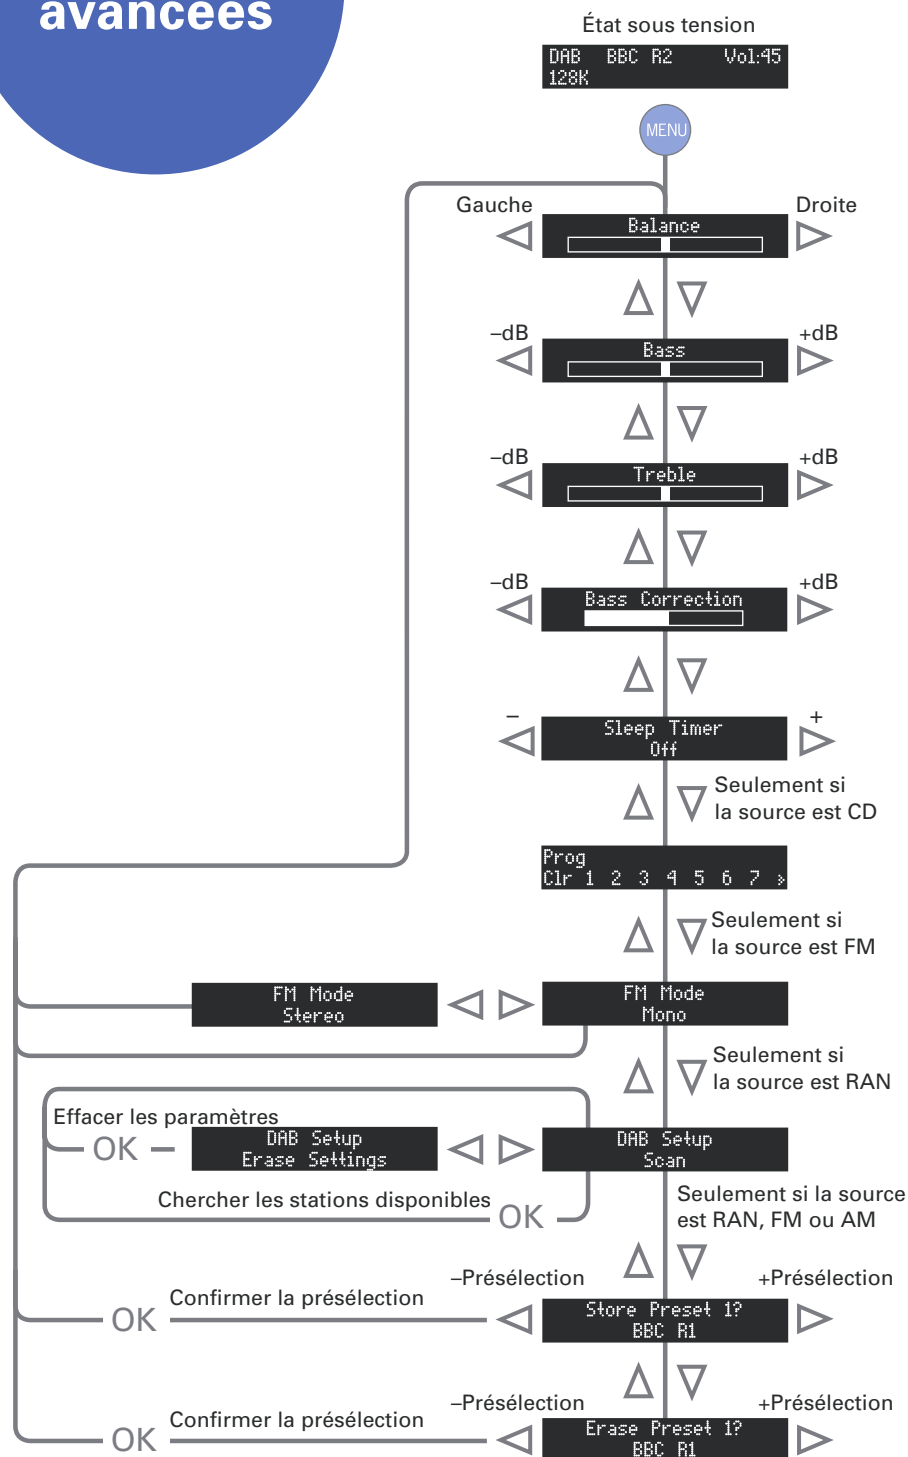 avancées
État sous tension
DAB BBC R2 Vol:45
128K
MENU
Gauche
Droite
Balance
–dB
+dB
Bass
–dB
+dB
Treble
–dB
+dB
Bass Correction
–
+
Sleep Timer
Off
Seulement si
la source est CD
Prog
Clr 1 2 3 4 5 6 7 »
Seulement si
la source est FM
FM Mode
Stereo
FM Mode
Mono
Seulement si
la source est RAN
Effacer les paramètres
OK
DAB Setup
Erase Settings
DAB Setup
Scan
Chercher les stations disponibles
OK
Seulement si la source
est RAN, FM ou AM
–Présélection
+Présélection
Confirmer la présélection
OK
Store Preset 1?
BBC R1
–Présélection
+Présélection
Confirmer la présélection
OK
Erase Preset 1?
BBC R1